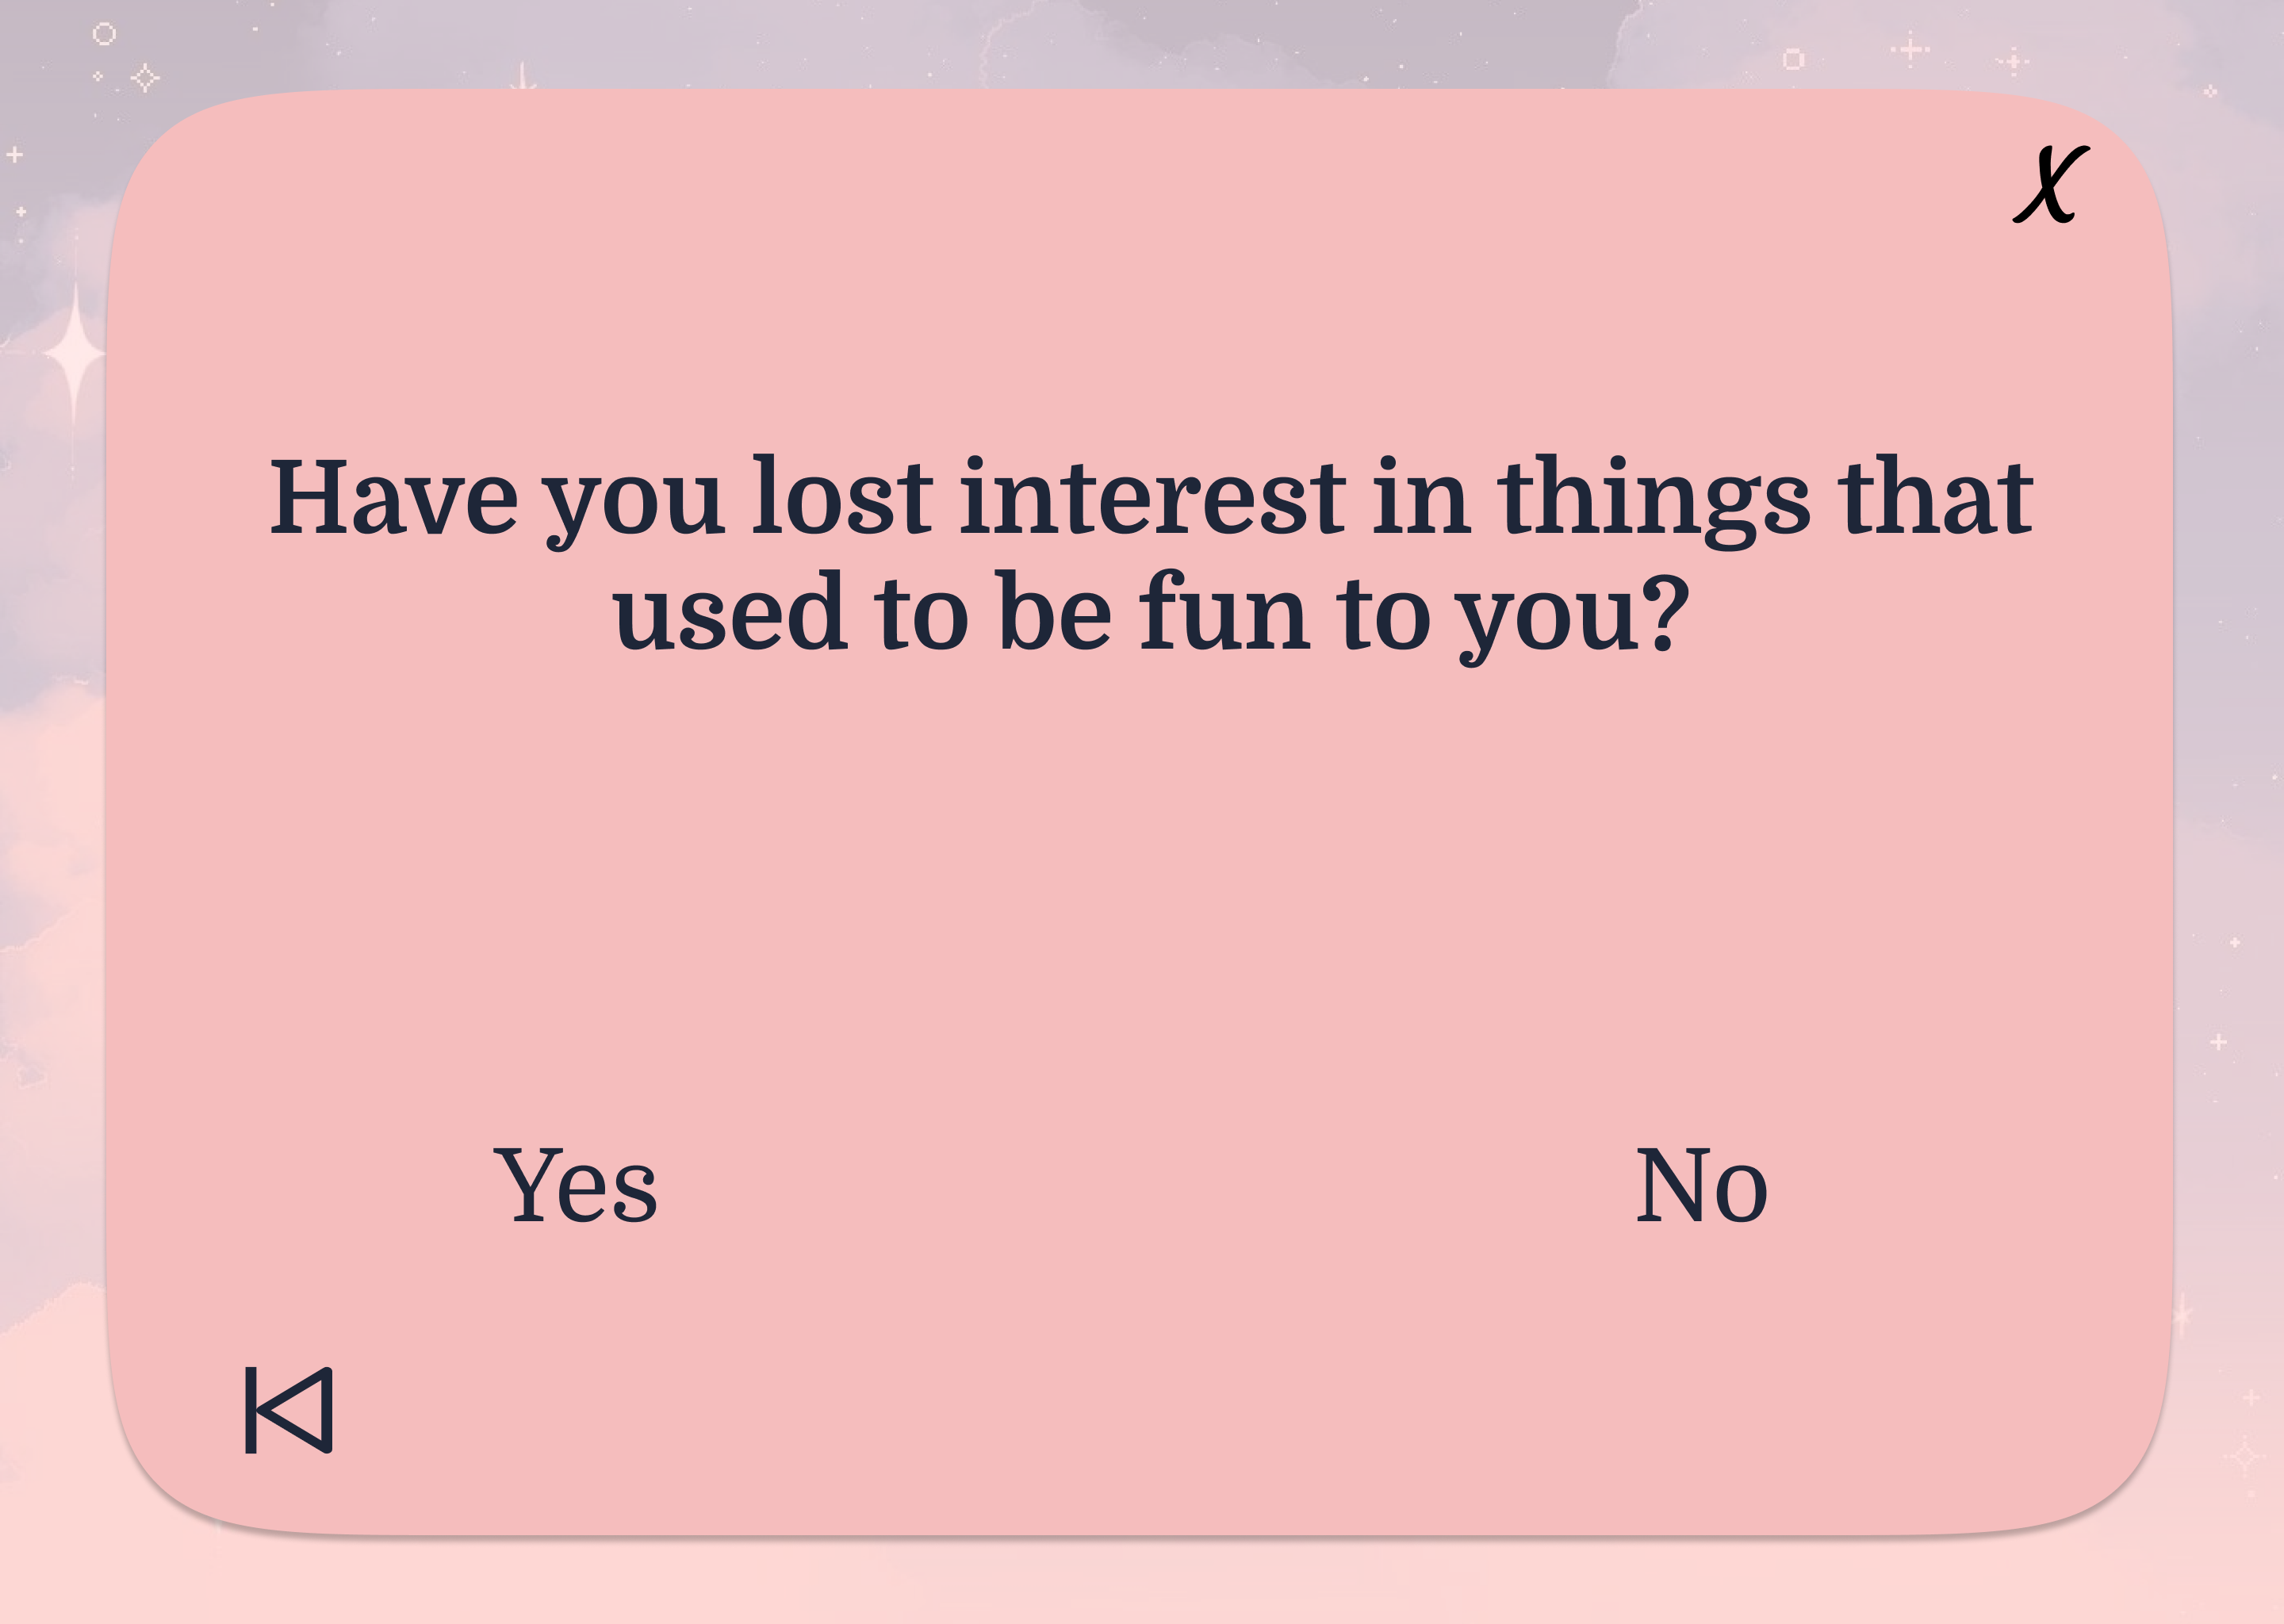 X
Have you lost interest in things that
used to be fun to you?
Yes
No